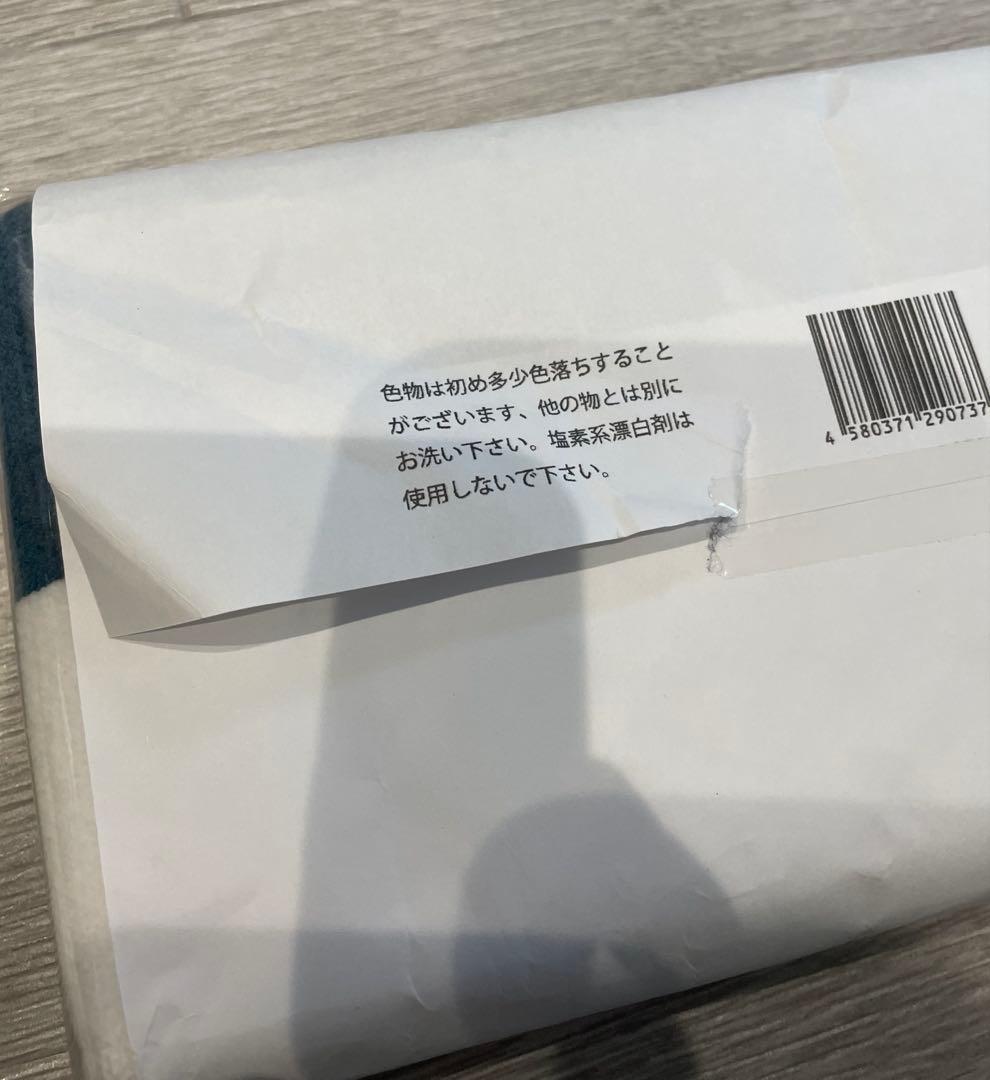 色物は初め多少色落ちすること
がございます、他の物とは別に
お洗い下さい。塩素系漂白剤は
使用しないで下さい。
4 580371 290737